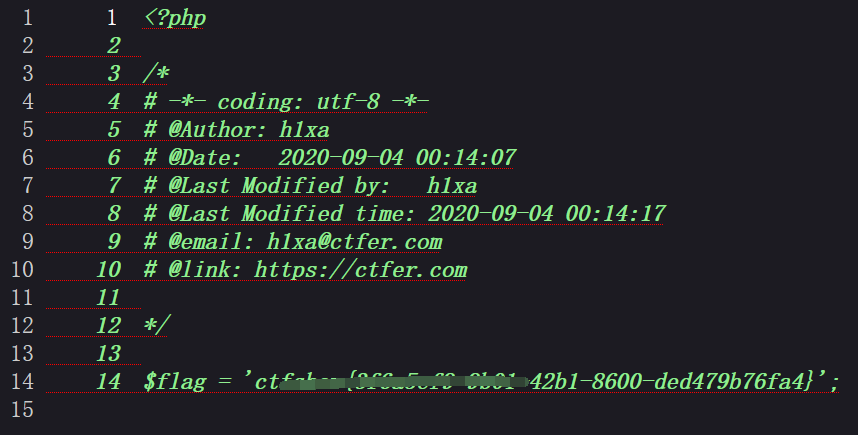 1 1 <?php
2 2
3 3 /*
4 4 # -*- coding: utf-8 -*-
5 5 # @Author: h1xa
6 6 # @Date:   2020-09-04 00:14:07
7 7 # @Last Modified by:   h1xa
8 8 # @Last Modified time: 2020-09-04 00:14:17
9 9 # @email: h1xa@ctfer.com
10 10 # @link: https://ctfer.com
11 11
12 12 */
13 13
14 14 $flag = 'ct -42b1-8600-ded479b76fa4}';
15